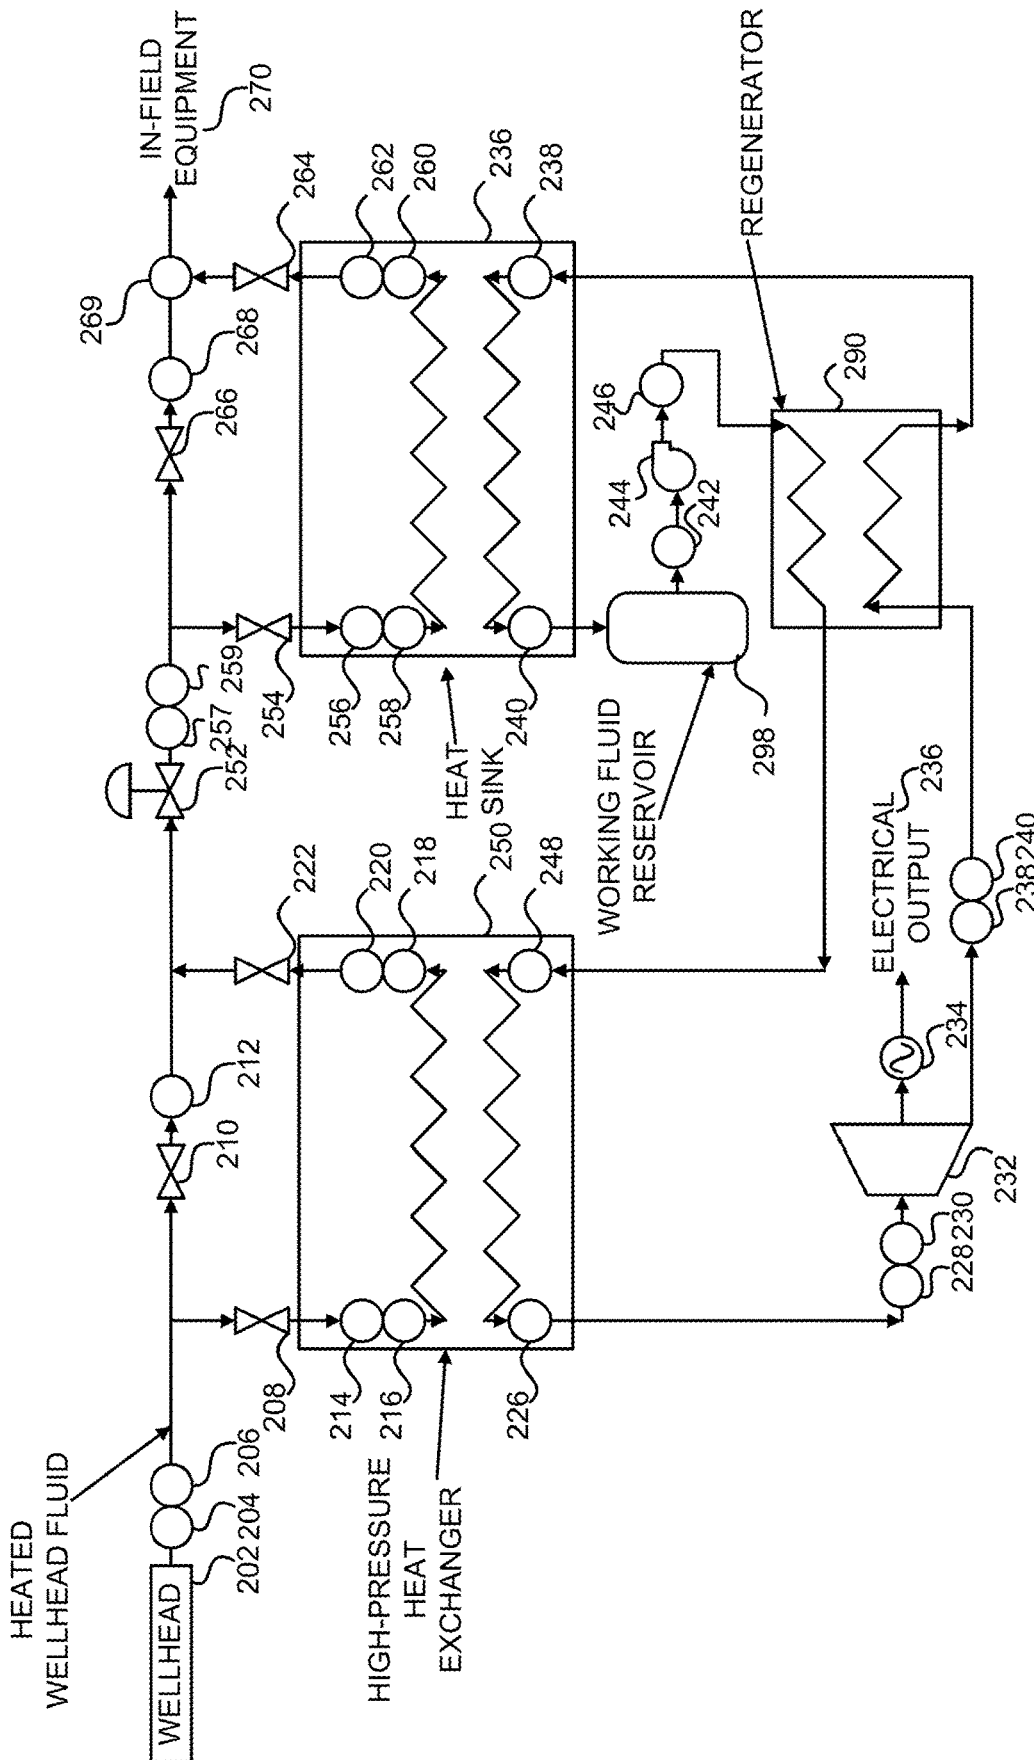 HEATED
WELLHEAD FLUID
WELLHEAD
202
204
206
208
210
212
214
216
HIGH-PRESSURE
HEAT
EXCHANGER
218
220
222
226
228
230
232
234
ELECTRICAL
OUTPUT
236
238
240
248
250
252
257
259
254
256
258
HEAT
SINK
240
WORKING FLUID
RESERVOIR
298
242
244
246
290
REGENERATOR
238
236
260
262
264
266
268
269
IN-FIELD
EQUIPMENT
270